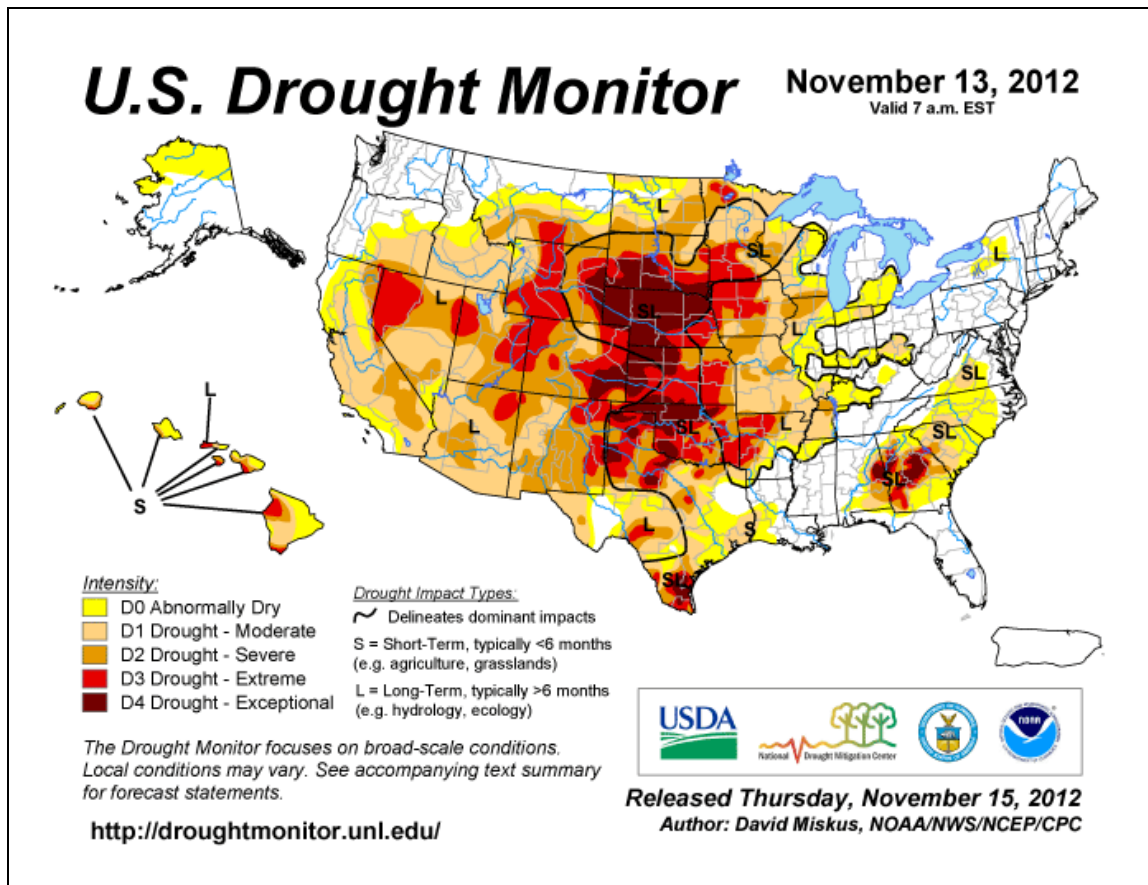 U.S. Drought Monitor
November 13, 2012
Valid 7 a.m. EST
L
S
L
L
L
SL
SL
L
L
SL
L
SL
SL
SL
L
S
SL
L
Intensity:
D0 Abnormally Dry
D1 Drought - Moderate
D2 Drought - Severe
D3 Drought - Extreme
D4 Drought - Exceptional
Drought Impact Types:
Delineates dominant impacts
S = Short-Term, typically <6 months
(e.g. agriculture, grasslands)
L = Long-Term, typically >6 months
(e.g. hydrology, ecology)
USDA
National Drought Mitigation Center
NOAA
The Drought Monitor focuses on broad-scale conditions.
Local conditions may vary. See accompanying text summary
for forecast statements.
http://droughtmonitor.unl.edu/
Released Thursday, November 15, 2012
Author: David Miskus, NOAA/NWS/NCEP/CPC